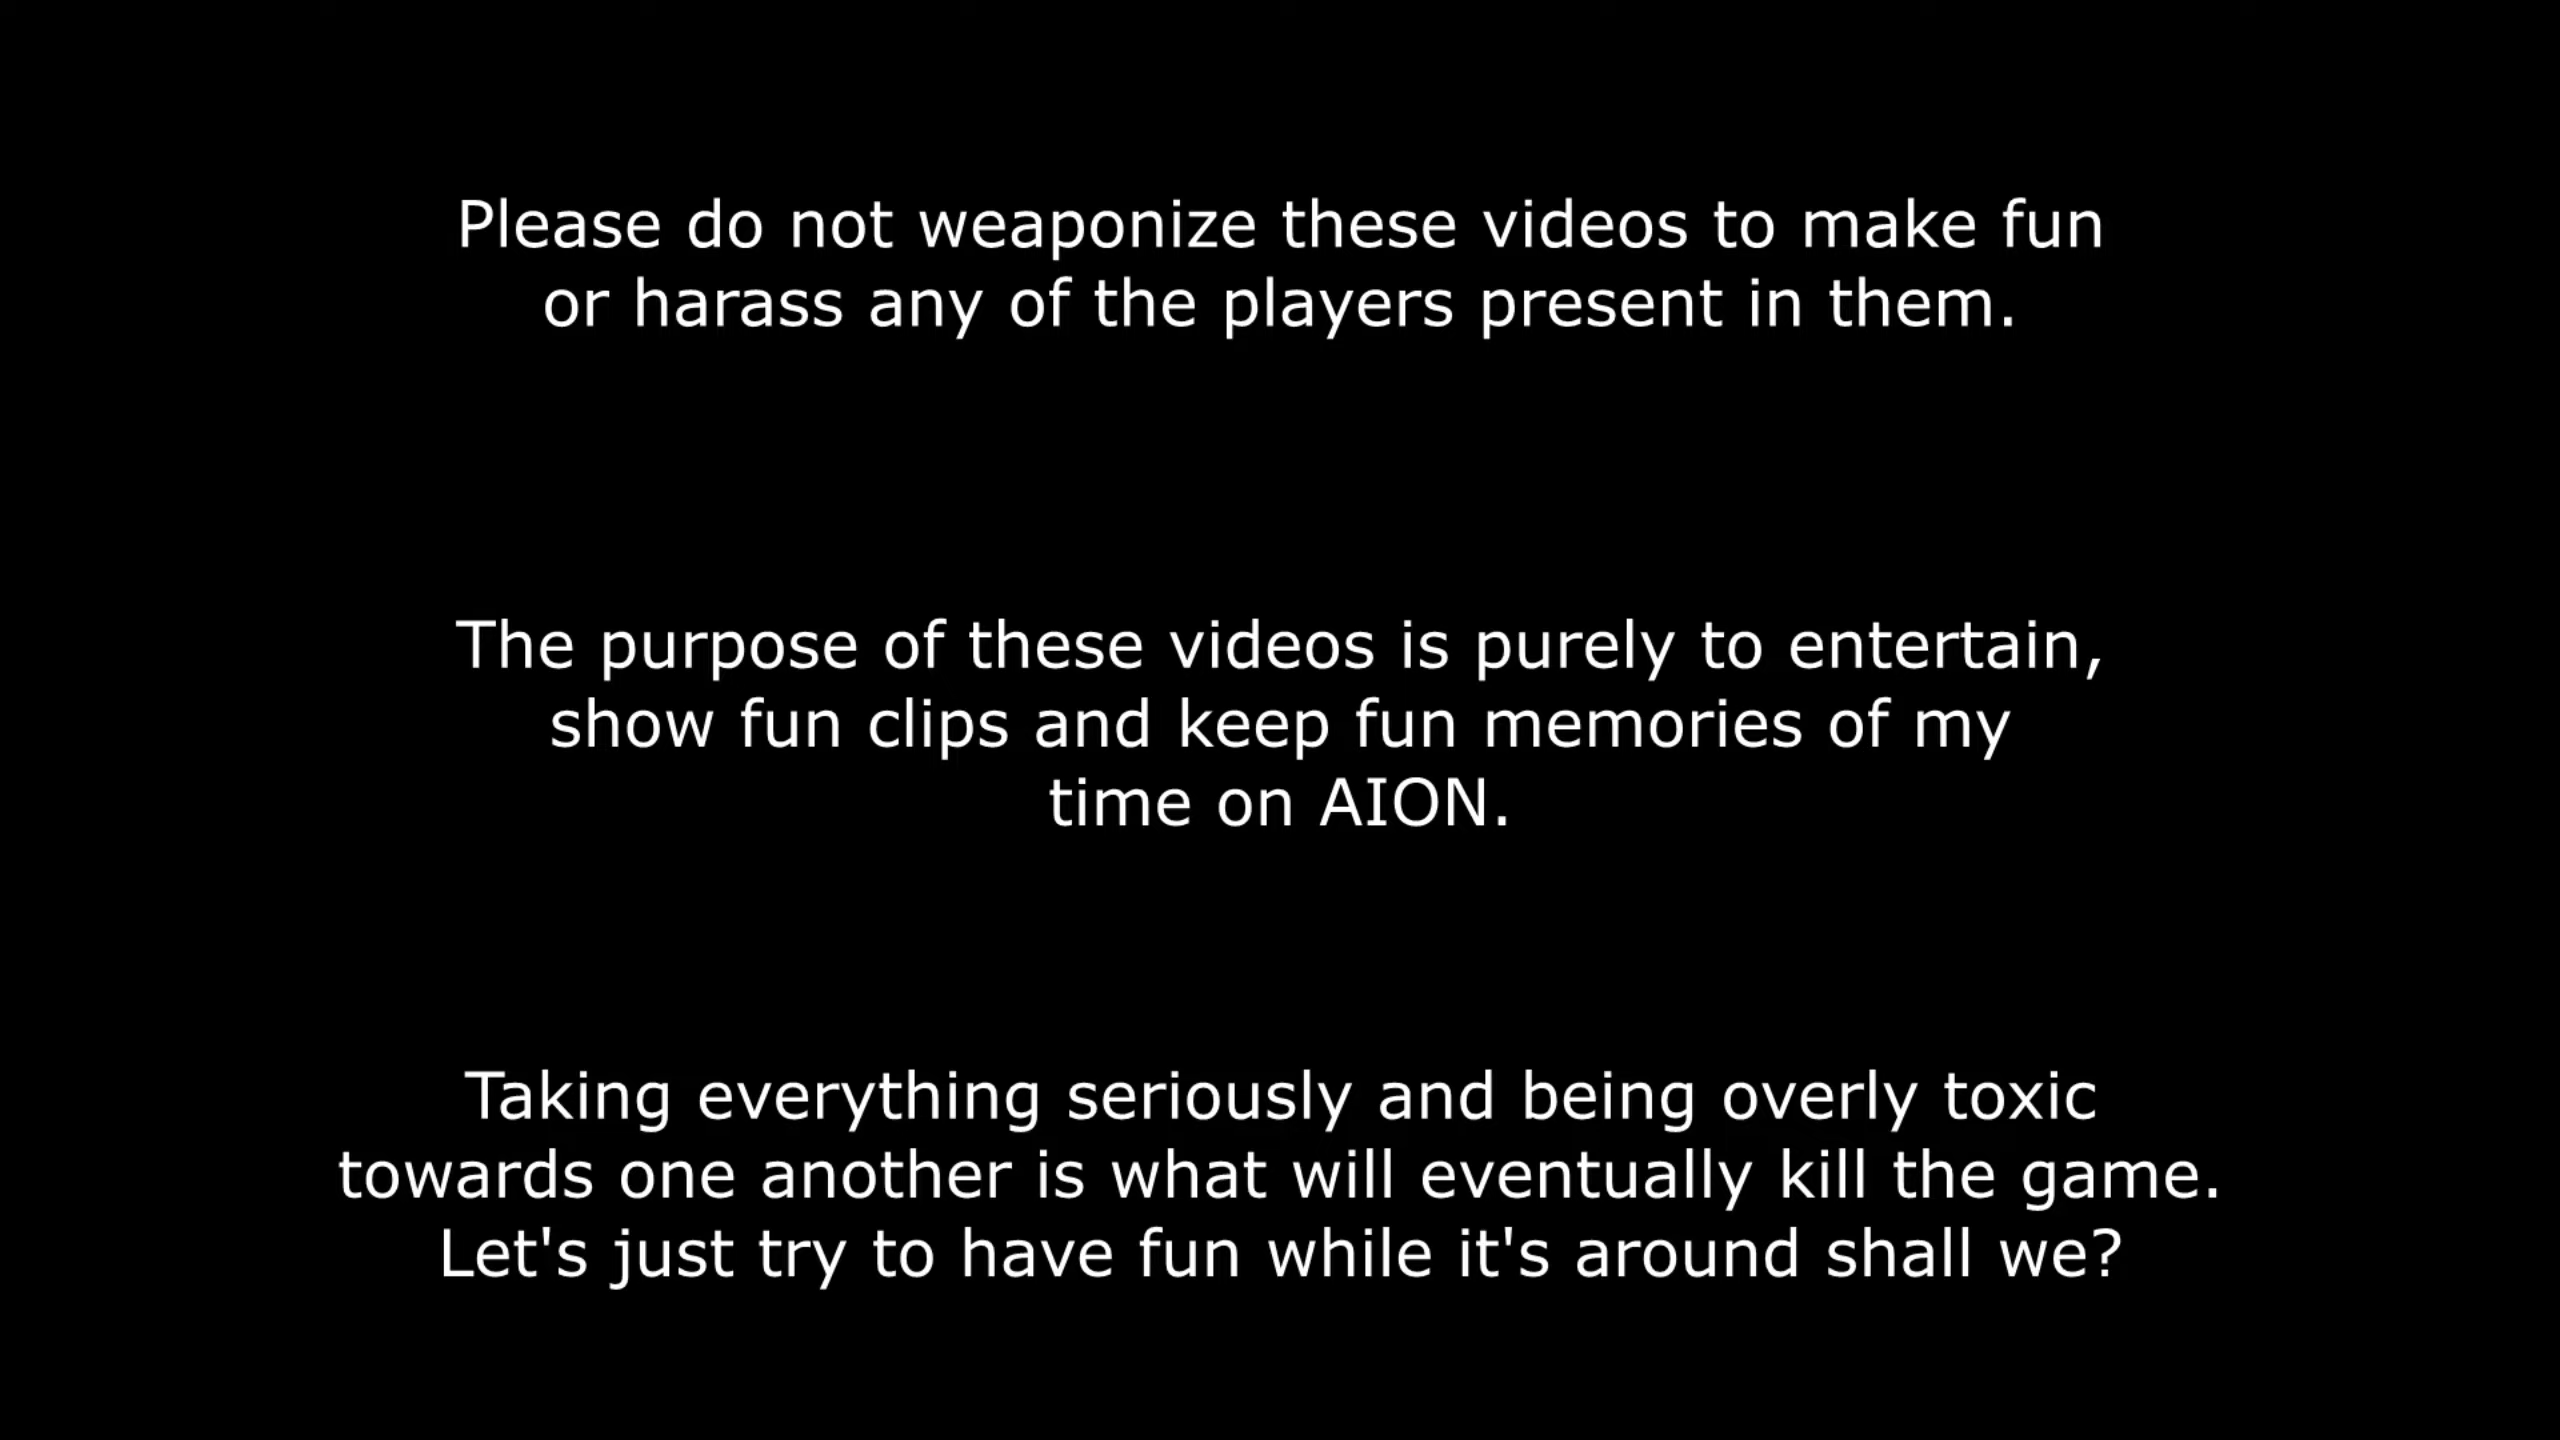 Please do not weaponize these videos to make fun
or harass any of the players present in them.
The purpose of these videos is purely to entertain,
show fun clips and keep fun memories of my
time on AION.
Taking everything seriously and being overly toxic
towards one another is what will eventually kill the game.
Let's just try to have fun while it's around shall we?